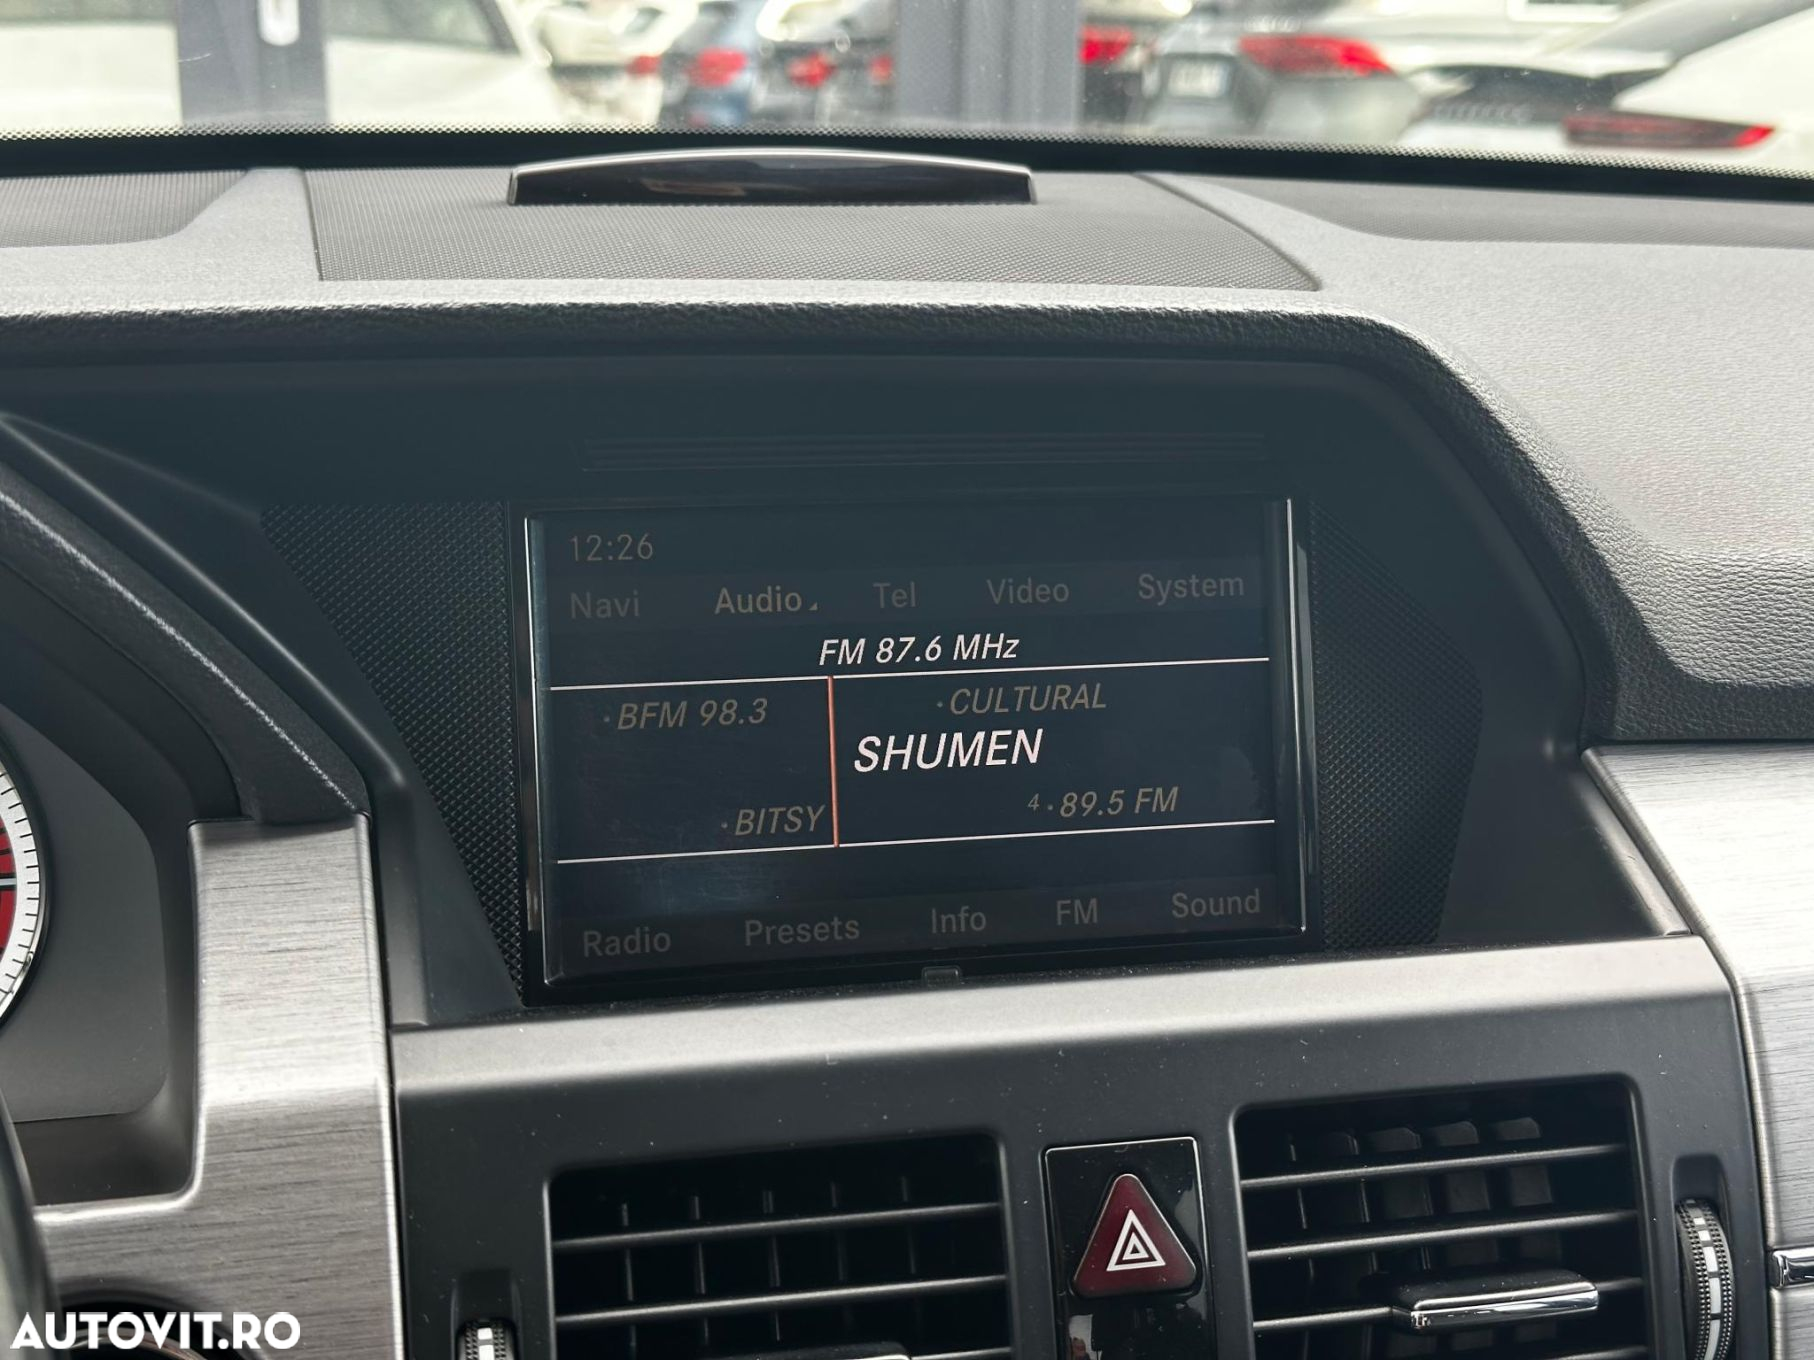 12:26
Navi Audio Tel Video System
FM 87.6 MHz
·BFM 98.3 ·CULTURAL
SHUMEN
·BITSY 4·89.5 FM
Radio Presets Info FM Sound
AUTOVIT.RO